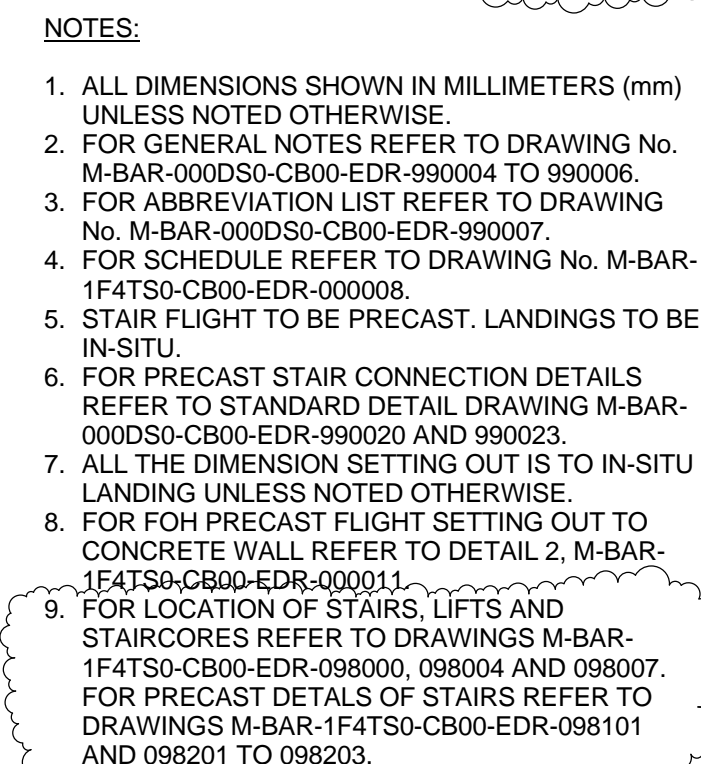 NOTES:
1. ALL DIMENSIONS SHOWN IN MILLIMETERS (mm)
UNLESS NOTED OTHERWISE.
2. FOR GENERAL NOTES REFER TO DRAWING No.
M-BAR-000DS0-CB00-EDR-990004 TO 990006.
3. FOR ABBREVIATION LIST REFER TO DRAWING
No. M-BAR-000DS0-CB00-EDR-990007.
4. FOR SCHEDULE REFER TO DRAWING No. M-BAR-
1F4TS0-CB00-EDR-000008.
5. STAIR FLIGHT TO BE PRECAST. LANDINGS TO BE
IN-SITU.
6. FOR PRECAST STAIR CONNECTION DETAILS
REFER TO STANDARD DETAIL DRAWING M-BAR-
000DS0-CB00-EDR-990020 AND 990023.
7. ALL THE DIMENSION SETTING OUT IS TO IN-SITU
LANDING UNLESS NOTED OTHERWISE.
8. FOR FOH PRECAST FLIGHT SETTING OUT TO
CONCRETE WALL REFER TO DETAIL 2, M-BAR-
1F4TS0-CB00-EDR-000011.
9. FOR LOCATION OF STAIRS, LIFTS AND
STAIRCORES REFER TO DRAWINGS M-BAR-
1F4TS0-CB00-EDR-098000, 098004 AND 098007.
FOR PRECAST DETALS OF STAIRS REFER TO
DRAWINGS M-BAR-1F4TS0-CB00-EDR-098101
AND 098201 TO 098203.